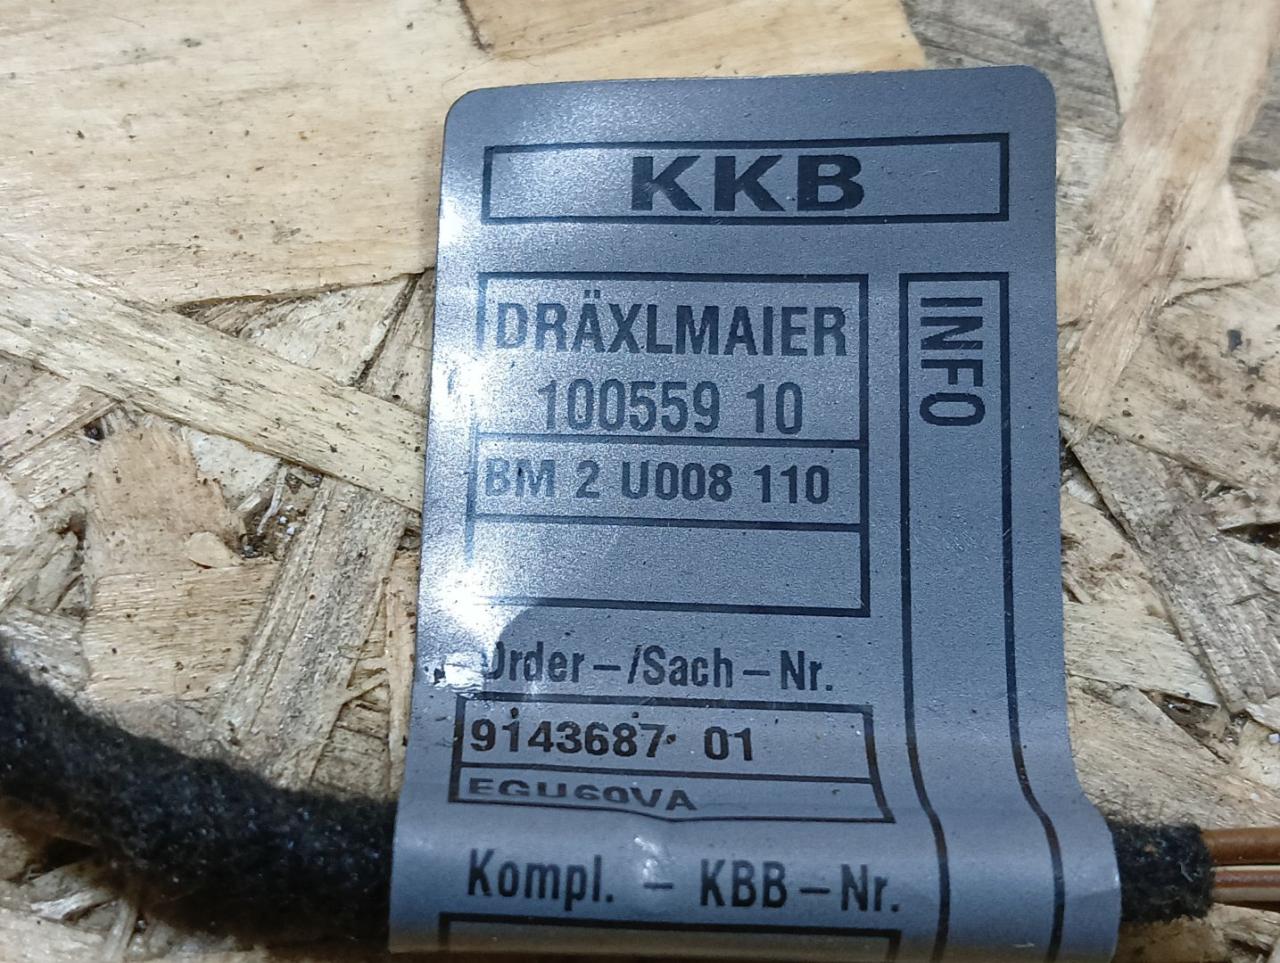 KKB
DRÄXLMAIER
100559 10
BM 2 U008 110
INFO
Order-/Sach-Nr.
9143687 01
EGU60VA
Kompl. - KBB-Nr.